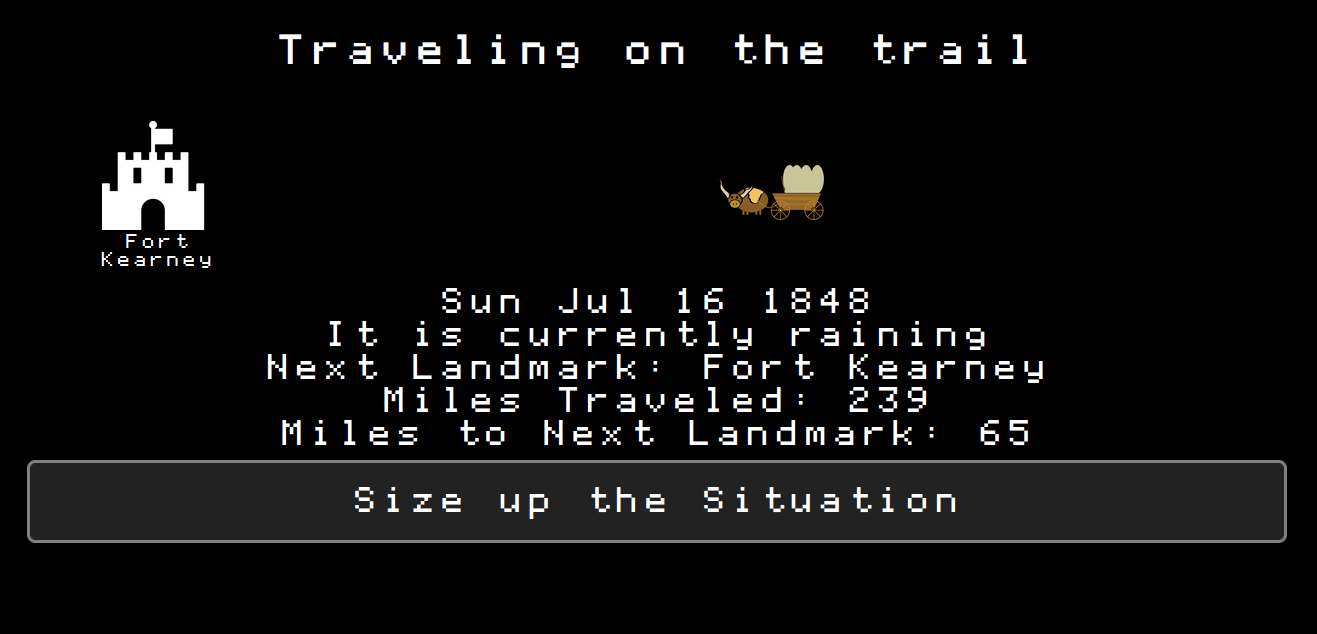 Traveling on the trail
Fort
Kearney
Sun Jul 16 1848
It is currently raining
Next Landmark: Fort Kearney
Miles Traveled: 239
Miles to Next Landmark: 65
Size up the Situation